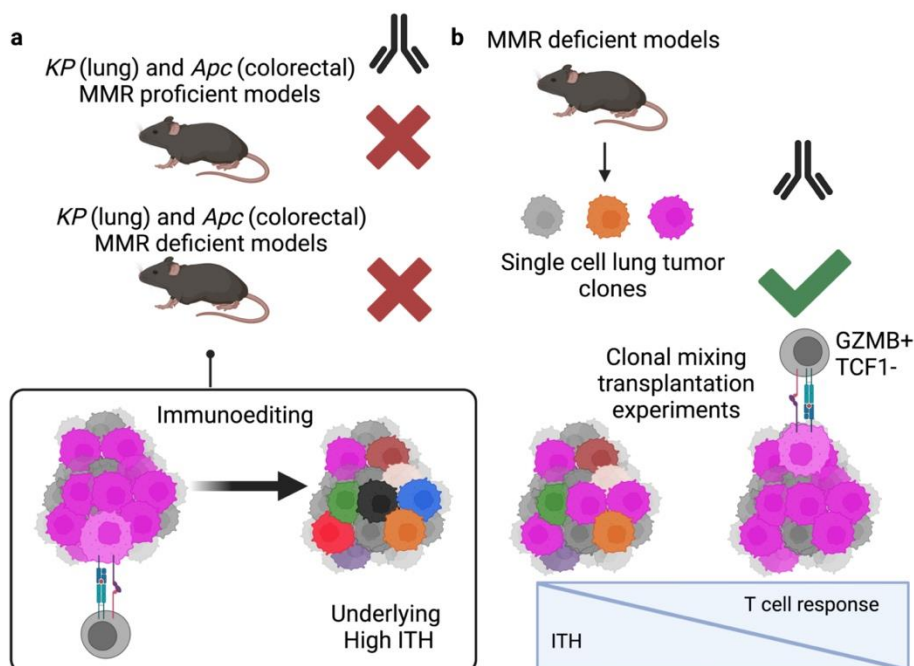 a
KP (lung) and Apc (colorectal)
MMR proficient models
KP (lung) and Apc (colorectal)
MMR deficient models
Immunoediting
Underlying
High ITH
b
MMR deficient models
Single cell lung tumor
clones
GZMB+
TCF1-
Clonal mixing
transplantation
experiments
T cell response
ITH